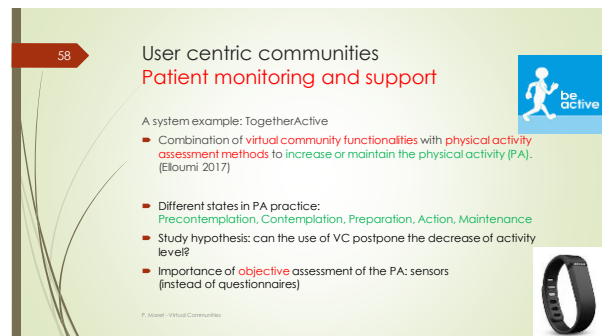 58
User centric communities
Patient monitoring and support
be
active
A system example: TogetherActive
Combination of virtual community functionalities with physical activity
assessment methods to increase or maintain the physical activity (PA).
(Elloumi 2017)
Different states in PA practice:
Precontemplation, Contemplation, Preparation, Action, Maintenance
Study hypothesis: can the use of VC postpone the decrease of activity
level?
Importance of objective assessment of the PA: sensors
(instead of questionnaires)
P. Maret - Virtual Communities